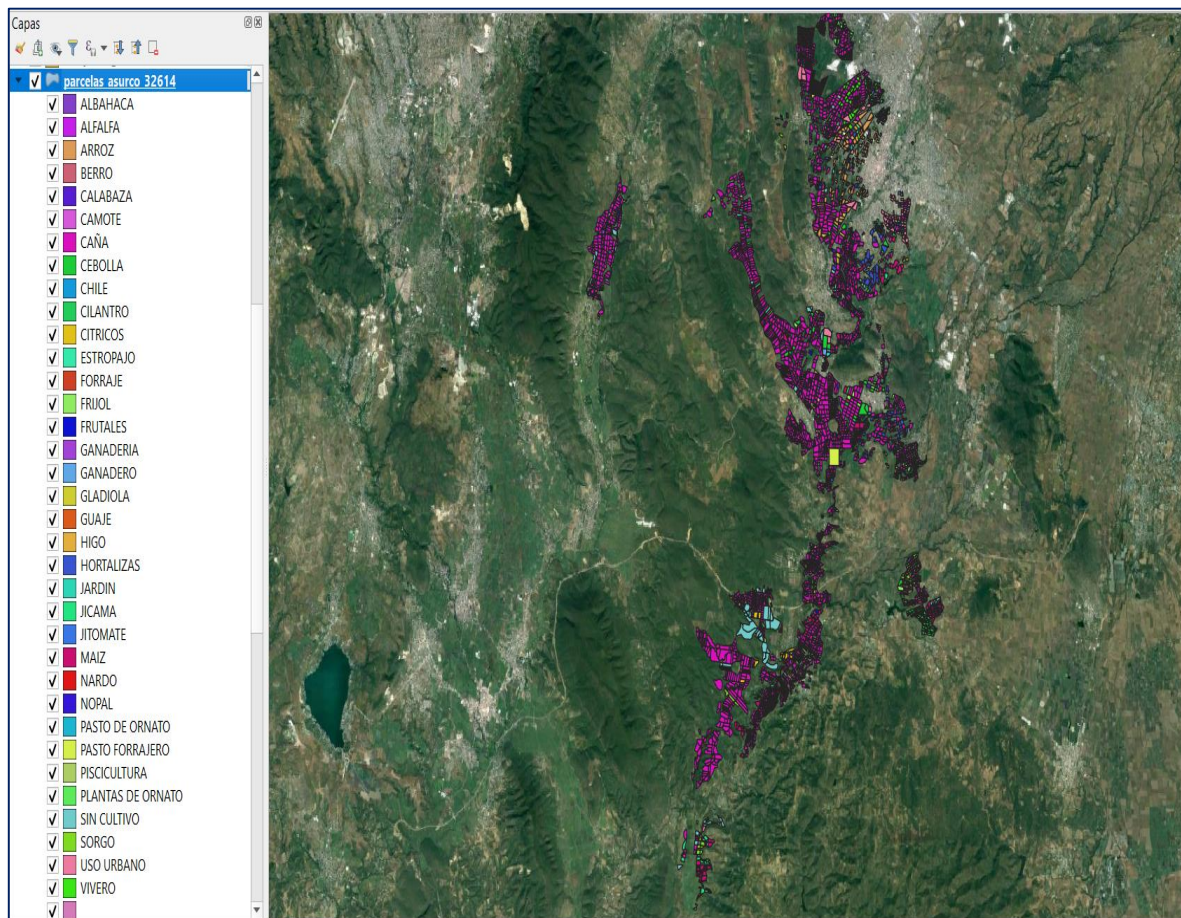 Capas
parcelas asurco 32614
ALBAHACA
ALFALFA
ARROZ
BERRO
CALABAZA
CAMOTE
CAÑA
CEBOLLA
CHILE
CILANTRO
CITRICOS
ESTROPAJO
FORRAJE
FRIJOL
FRUTALES
GANADERIA
GANADERO
GLADIOLA
GUAJE
HIGO
HORTALIZAS
JARDIN
JICAMA
JITOMATE
MAIZ
NARDO
NOPAL
PASTO DE ORNATO
PASTO FORRAJERO
PISCICULTURA
PLANTAS DE ORNATO
SIN CULTIVO
SORGO
USO URBANO
VIVERO